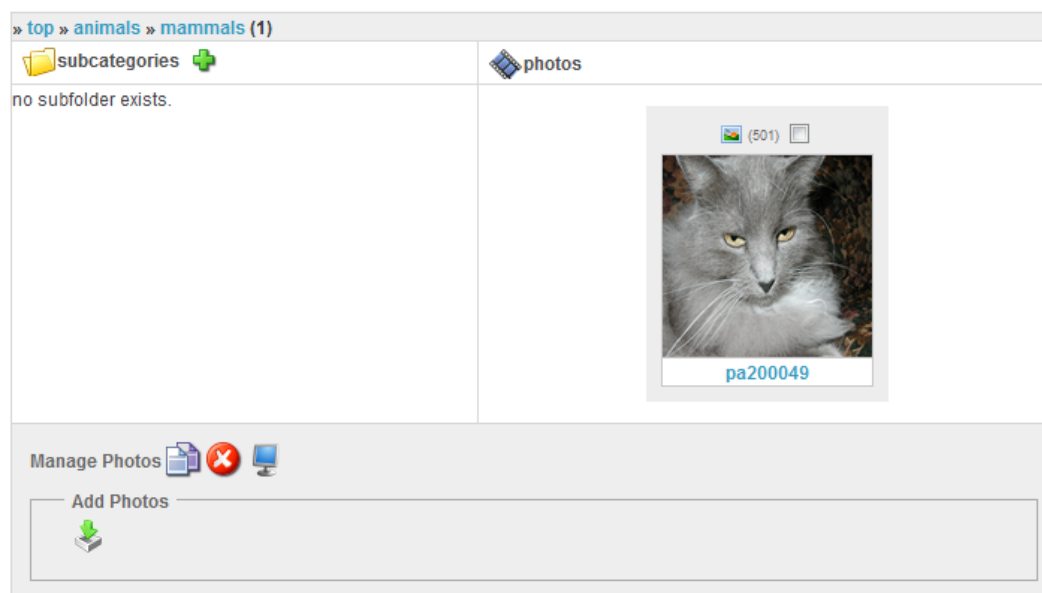 » top » animals » mammals (1)
subcategories
photos
no subfolder exists.
(501)
pa200049
Manage Photos
Add Photos